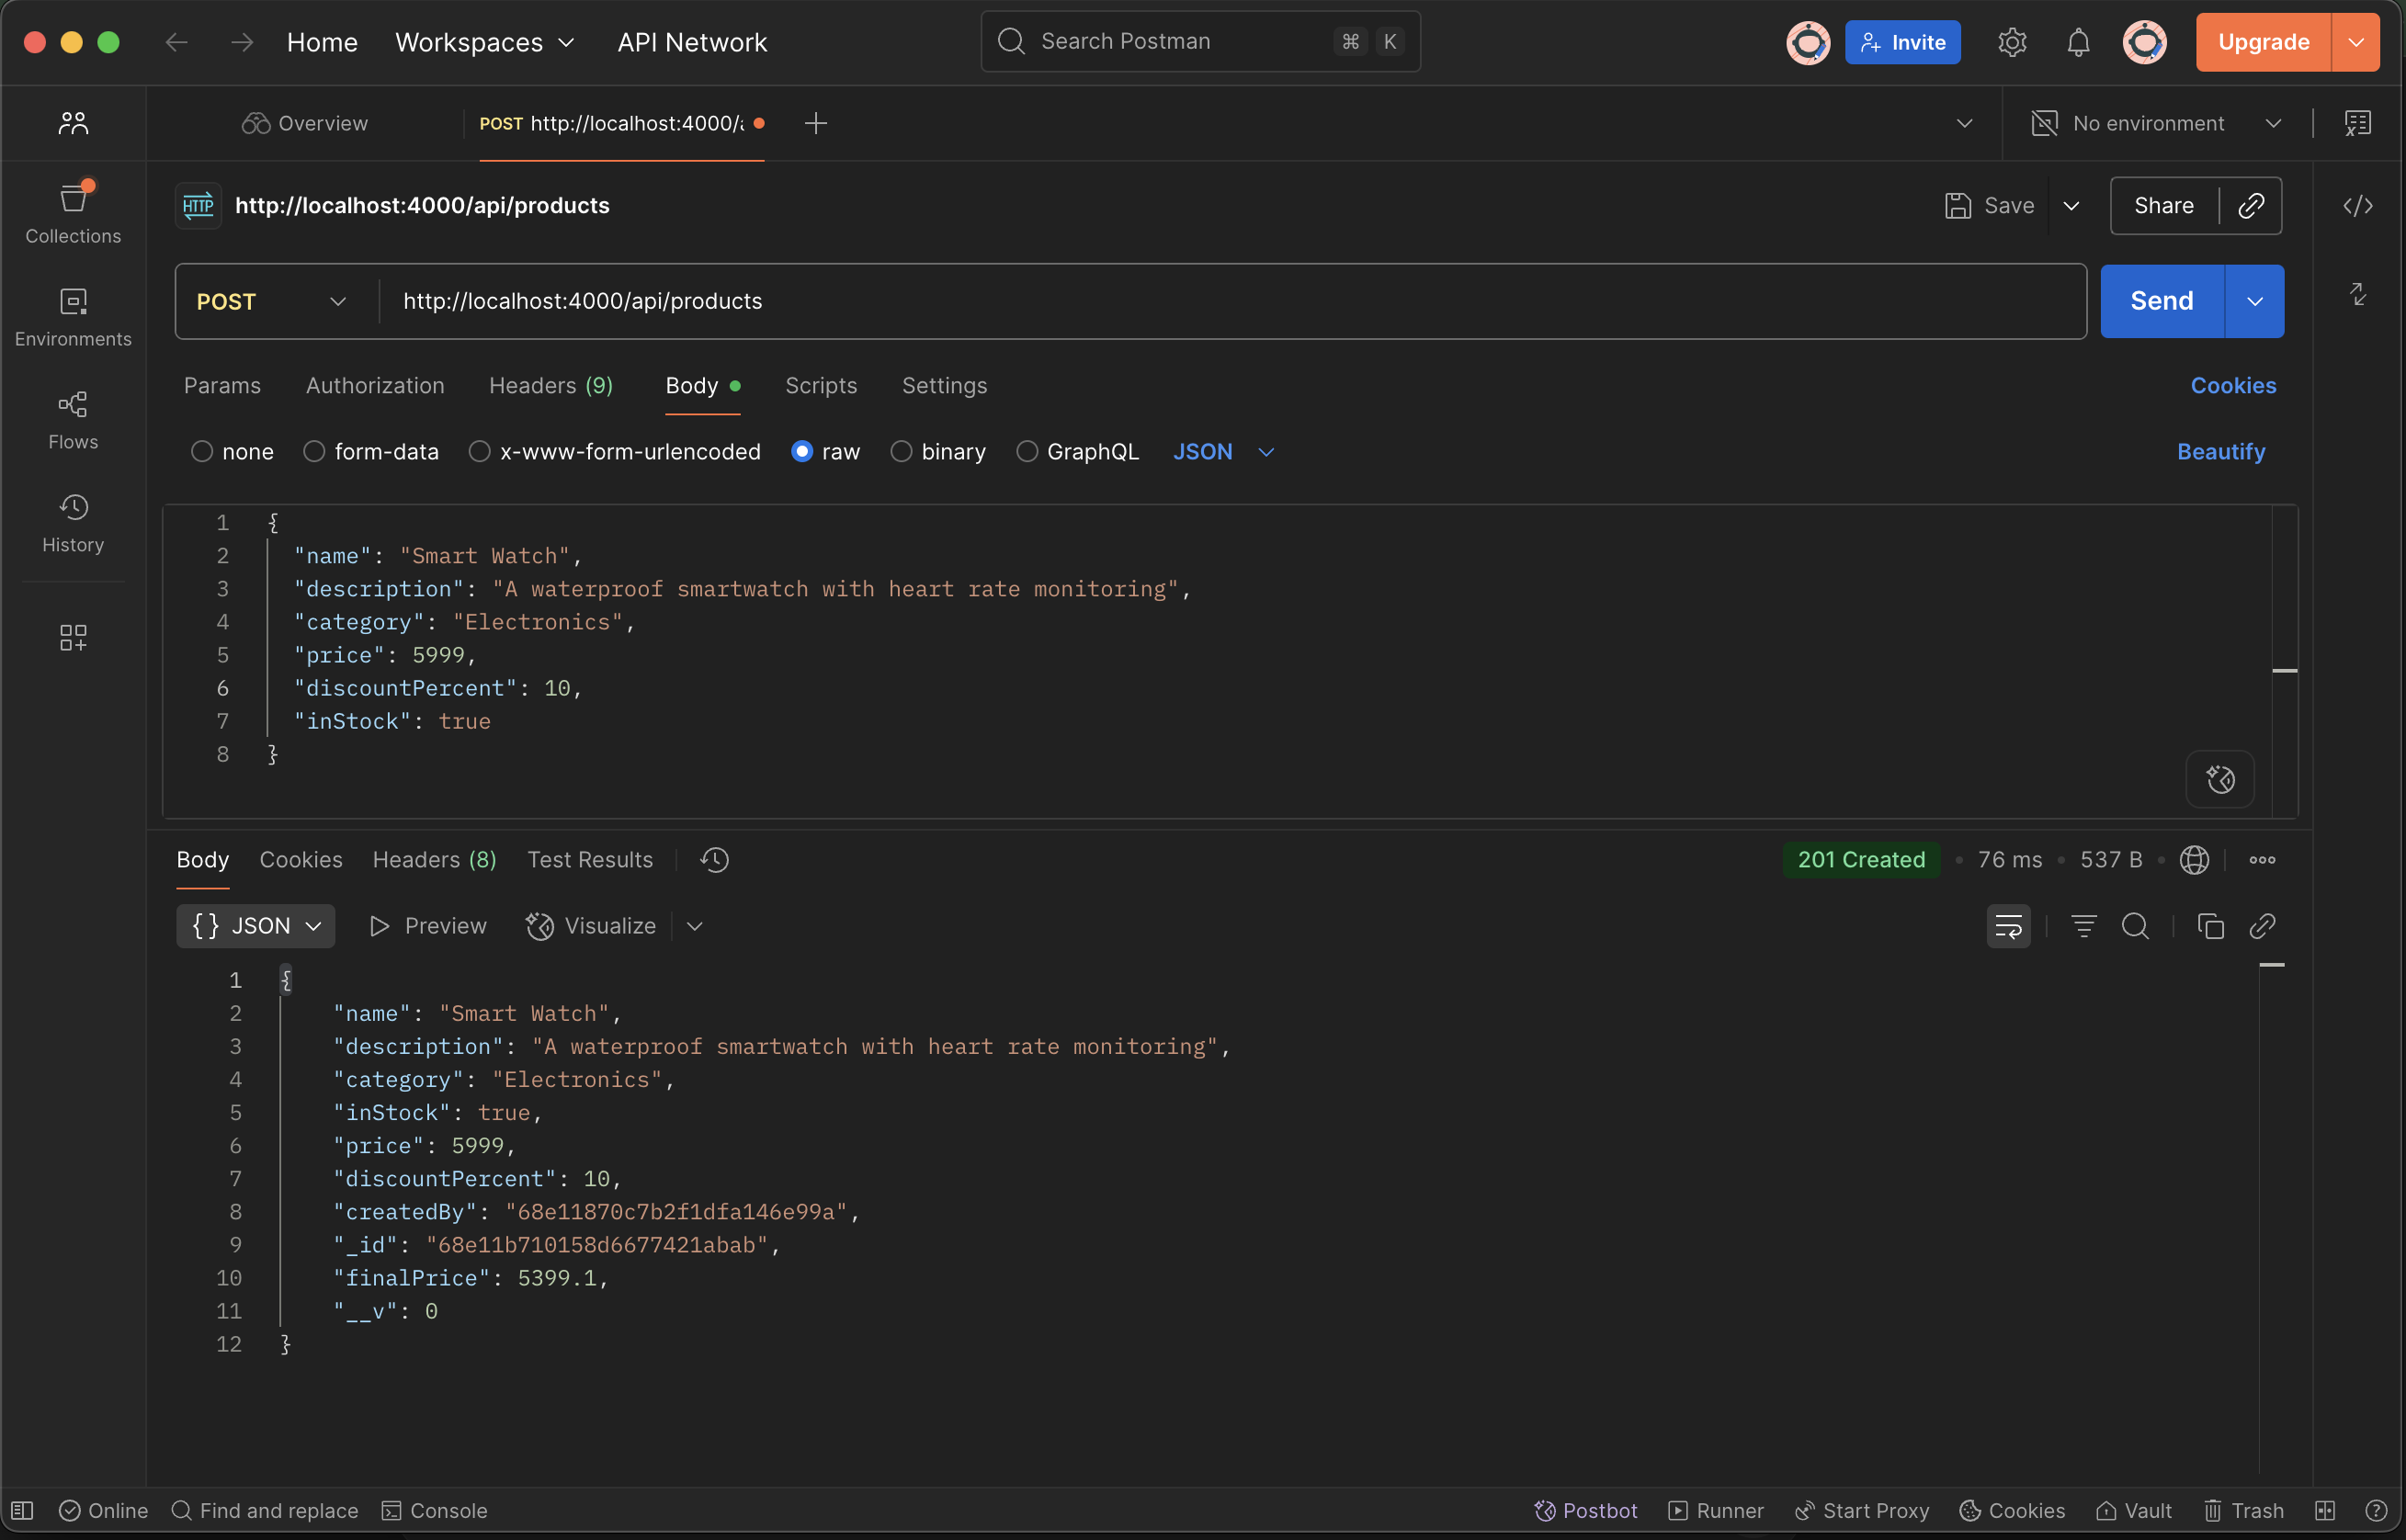 Home Workspaces API Network Search Postman ⌘ K Invite Upgrade
Overview POST http://localhost:4000/a No environment
HTTP http://localhost:4000/api/products Save Share
Collections
Environments
Flows
History
POST http://localhost:4000/api/products Send
Params Authorization Headers (9) Body Scripts Settings Cookies
none form-data x-www-form-urlencoded raw binary GraphQL JSON Beautify
1 {
2 "name": "Smart Watch",
3 "description": "A waterproof smartwatch with heart rate monitoring",
4 "category": "Electronics",
5 "price": 5999,
6 "discountPercent": 10,
7 "inStock": true
8 }
Body Cookies Headers (8) Test Results 201 Created • 76 ms • 537 B •
{} JSON Preview Visualize
1 {
2 "name": "Smart Watch",
3 "description": "A waterproof smartwatch with heart rate monitoring",
4 "category": "Electronics",
5 "inStock": true,
6 "price": 5999,
7 "discountPercent": 10,
8 "createdBy": "68e11870c7b2f1dfa146e99a",
9 "_id": "68e11b710158d6677421abab",
10 "finalPrice": 5399.1,
11 "__v": 0
12 }
Online Find and replace Console Postbot Runner Start Proxy Cookies Vault Trash